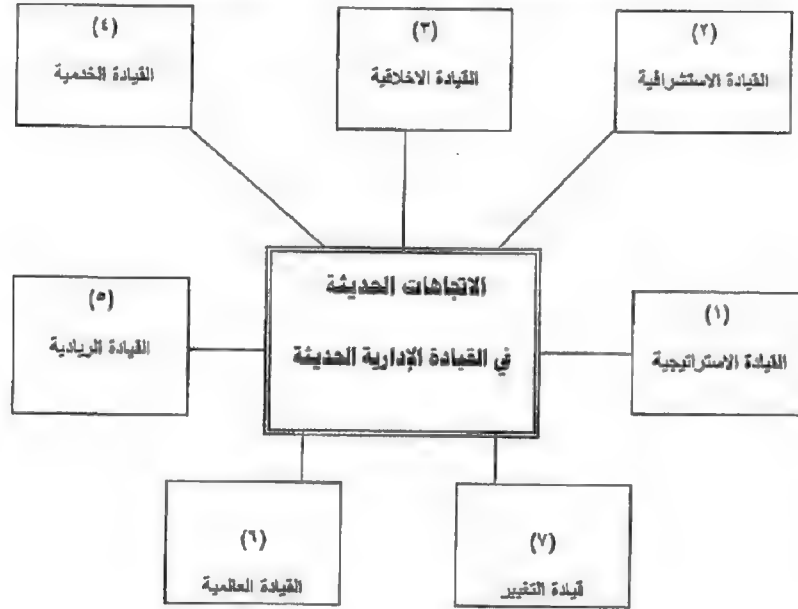 (٤)
القيادة الخدمية
(٣)
القيادة الاخلاقية
(٢)
القيادة الاستشرافية
الاتجاهات الحديثة
في القيادة الإدارية الحديثة
(٥)
القيادة الريادية
(١)
القيادة الاستراتيجية
(٦)
القيادة العالمية
(٧)
قيادة التغيير